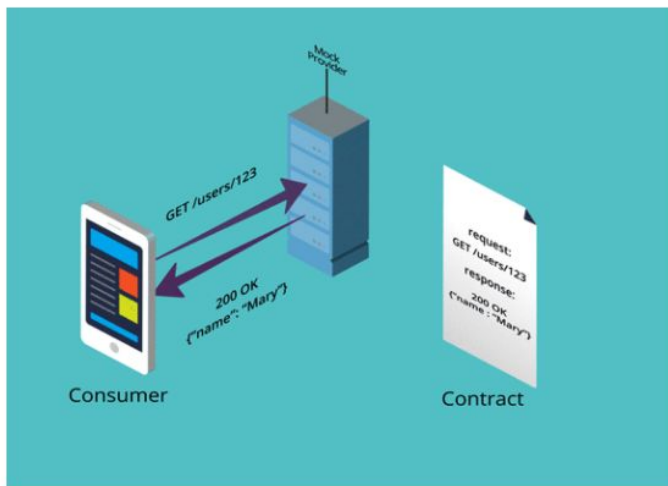 Mock
Provider
GET /users/123
200 OK
{"name": "Mary"}
Consumer
request:
GET /users/123
response:
200 OK
{"name : "Mary"}
Contract